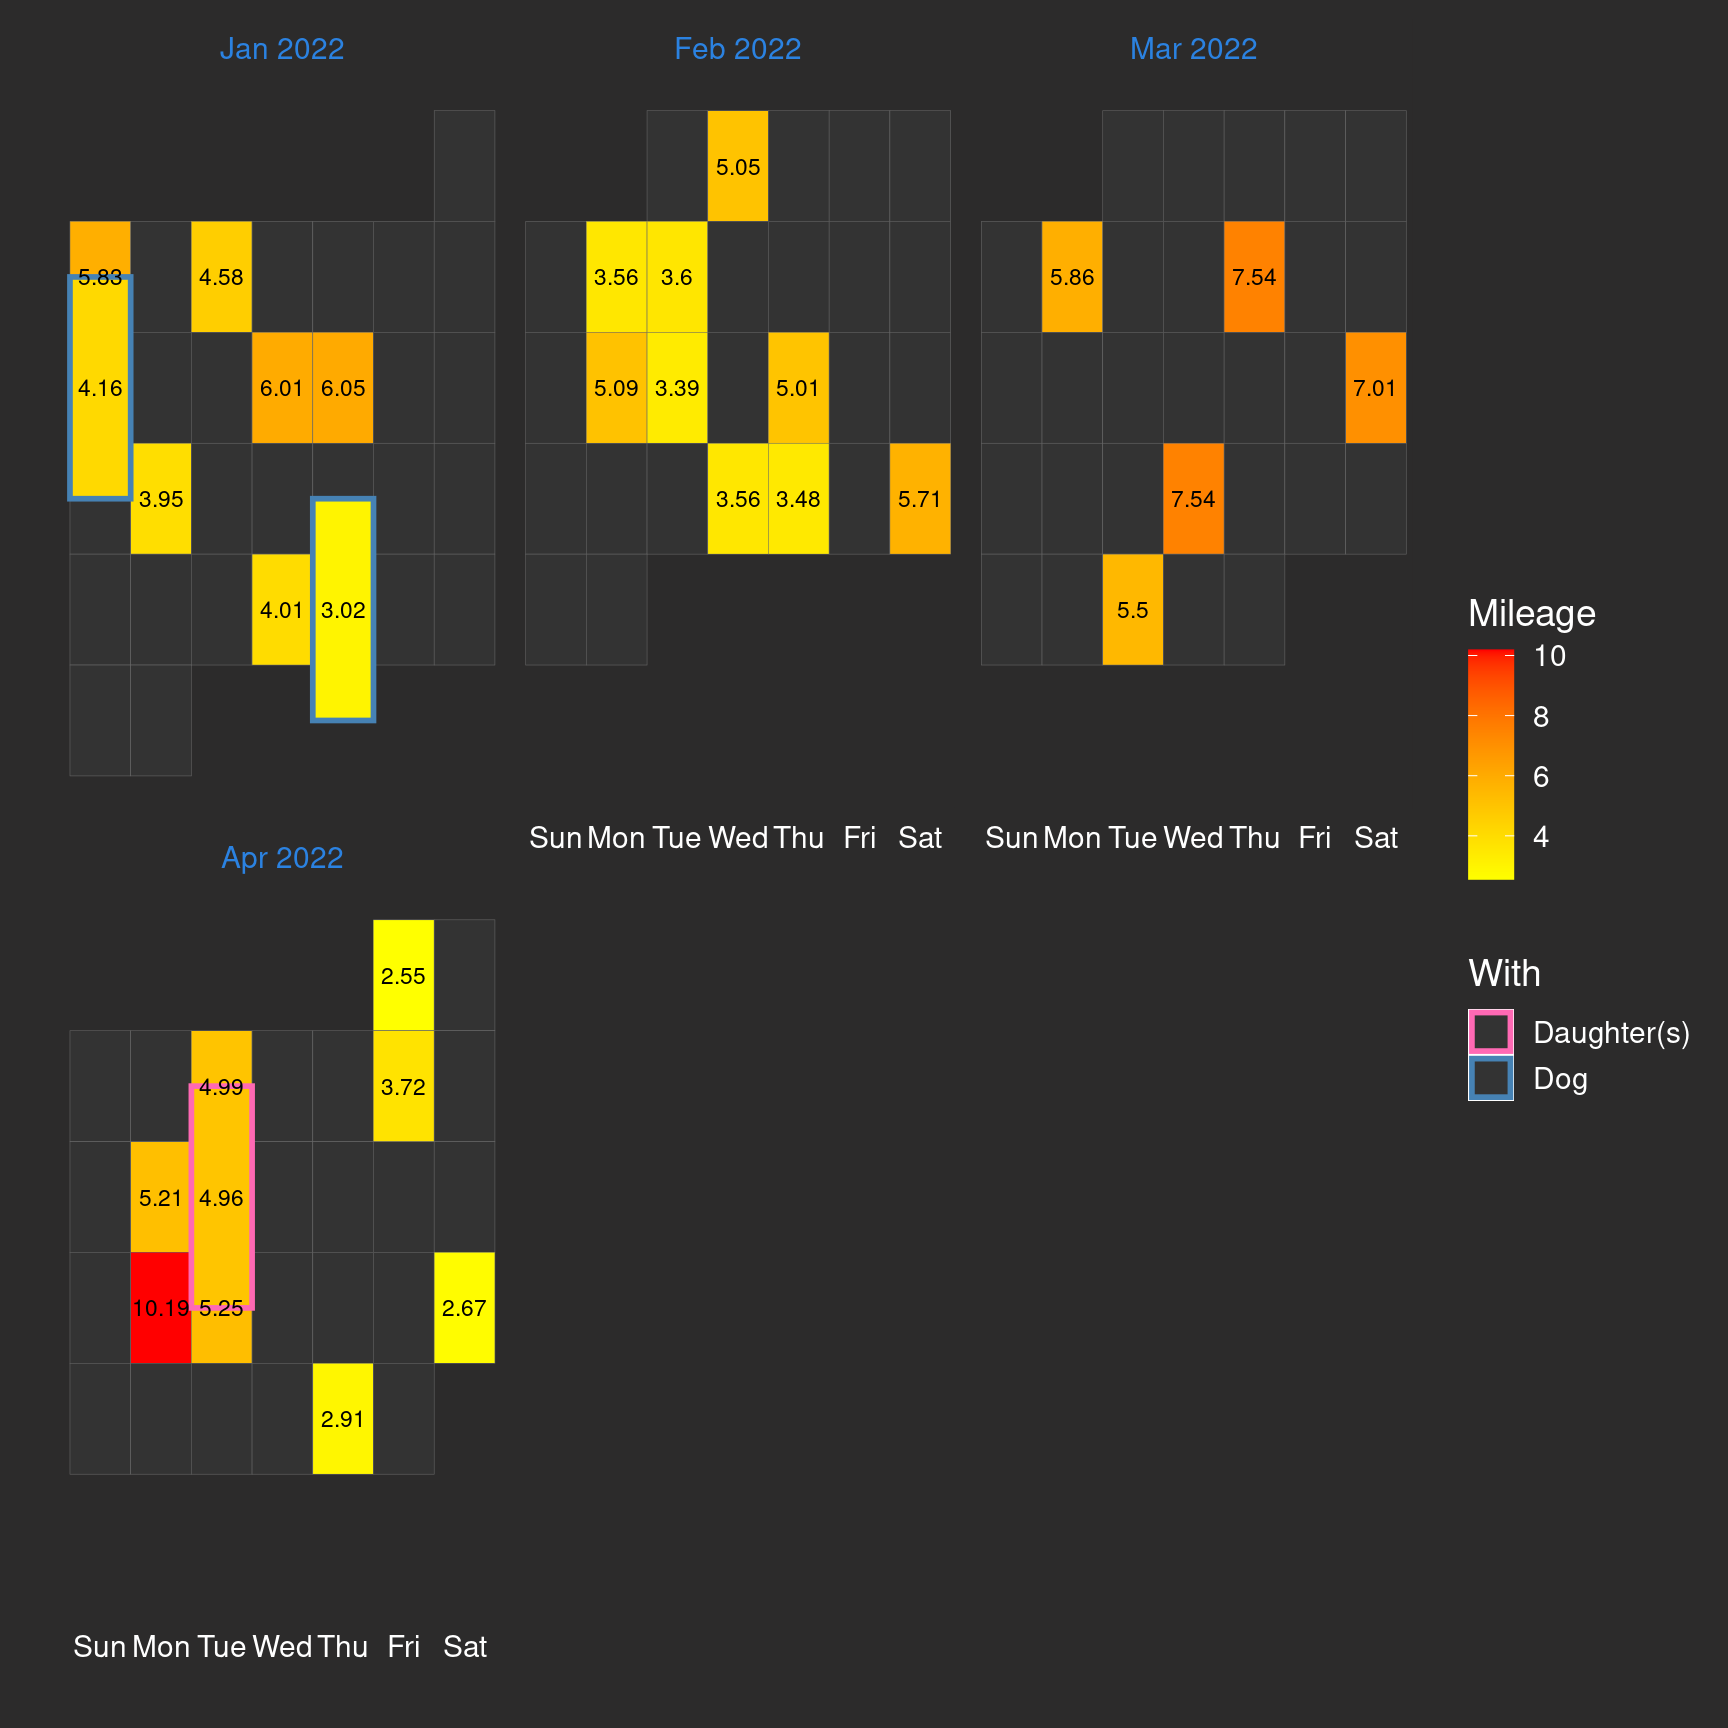 Jan 2022
Feb 2022
Mar 2022
5.05
5.83 4.58
3.56 3.6
5.86 7.54
4.16 6.01 6.05
5.09 3.39 5.01
7.01
3.95
3.56 3.48 5.71
7.54
4.01 3.02
5.5
Sun Mon Tue Wed Thu Fri Sat
Sun Mon Tue Wed Thu Fri Sat
Apr 2022
2.55
4.99 3.72
5.21 4.96
10.19 5.25 2.67
2.91
Sun Mon Tue Wed Thu Fri Sat
Mileage
10
8
6
4
With
Daughter(s)
Dog